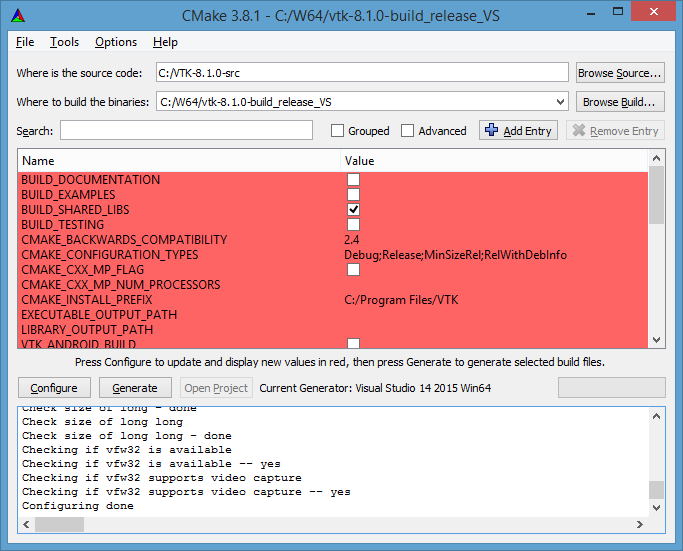 CMake 3.8.1 - C:/W64/vtk-8.1.0-build_release_VS
File Tools Options Help
Where is the source code: C:/VTK-8.1.0-src Browse Source...
Where to build the binaries: C:/W64/vtk-8.1.0-build_release_VS Browse Build...
Search: Grouped Advanced Add Entry Remove Entry
Name Value
BUILD_DOCUMENTATION
BUILD_EXAMPLES
BUILD_SHARED_LIBS
BUILD_TESTING
CMAKE_BACKWARDS_COMPATIBILITY 2.4
CMAKE_CONFIGURATION_TYPES Debug;Release;MinSizeRel;RelWithDebInfo
CMAKE_CXX_MP_FLAG
CMAKE_CXX_MP_NUM_PROCESSORS
CMAKE_INSTALL_PREFIX C:/Program Files/VTK
EXECUTABLE_OUTPUT_PATH
LIBRARY_OUTPUT_PATH
VTK_ANDROID_BUILD
Press Configure to update and display new values in red, then press Generate to generate selected build files.
Configure Generate Open Project Current Generator: Visual Studio 14 2015 Win64
Check size of long - done
Check size of long long
Check size of long long - done
Checking if vfw32 is available
Checking if vfw32 is available -- yes
Checking if vfw32 supports video capture
Checking if vfw32 supports video capture -- yes
Configuring done